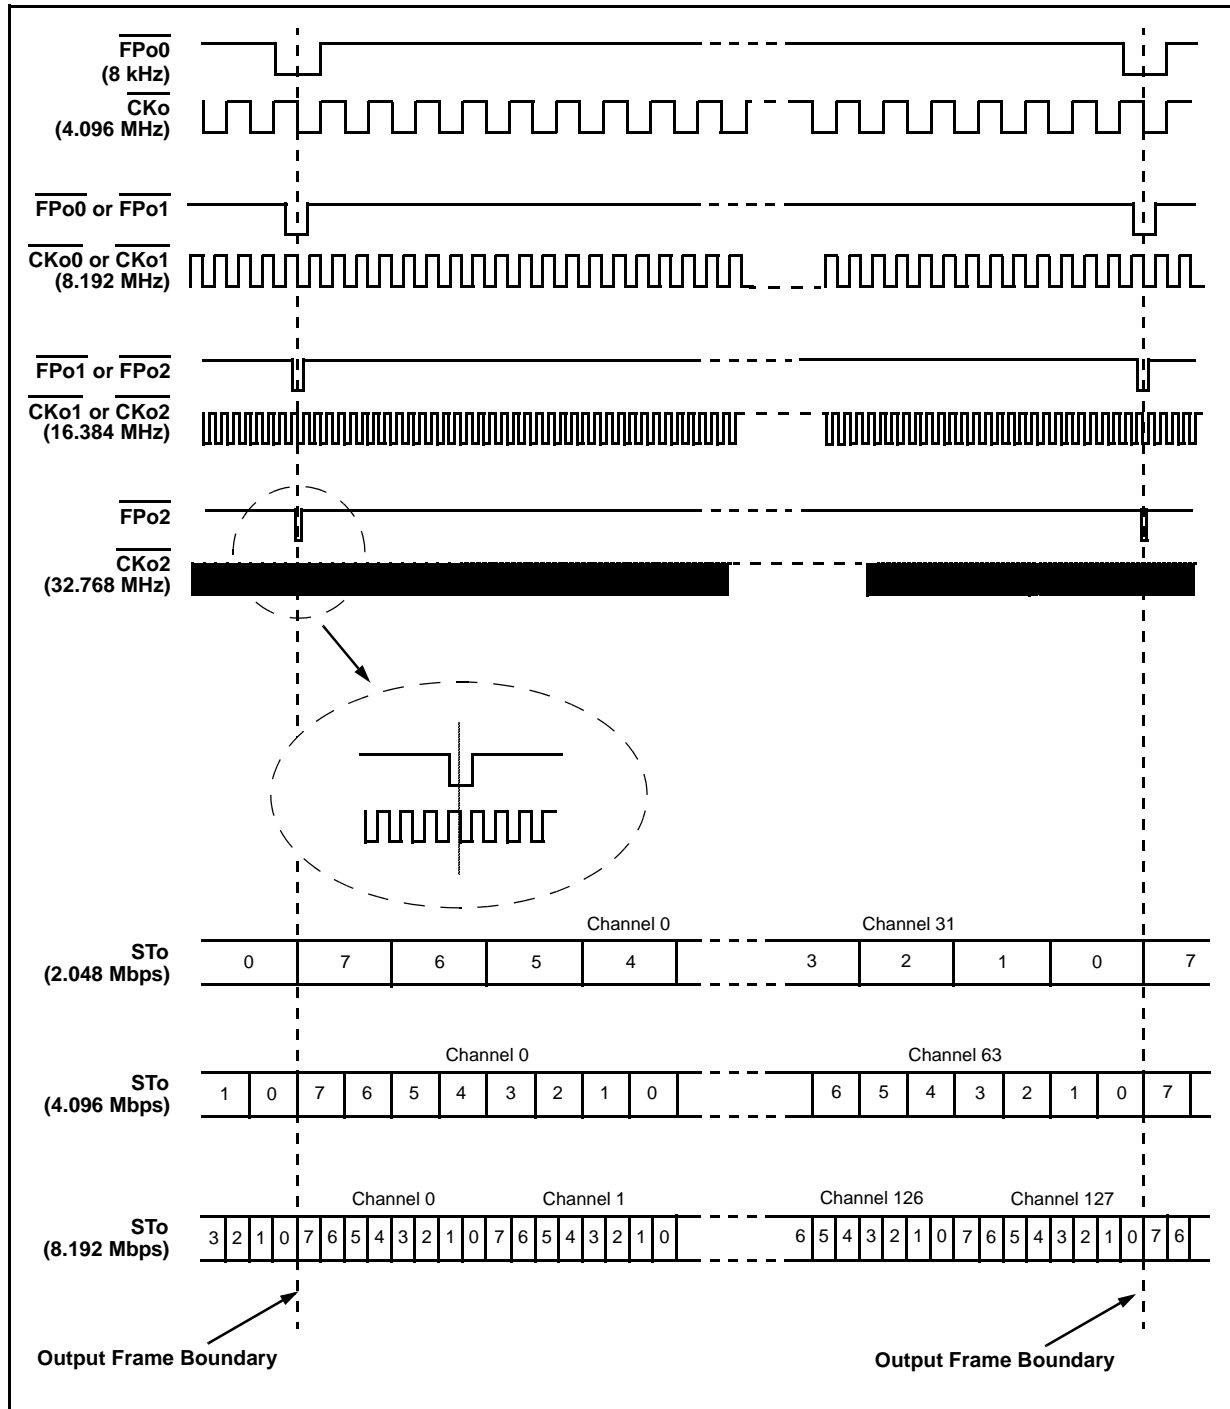 FPo0
(8 kHz)
CKo
(4.096 MHz)
FPo0 or FPo1
CKo0 or CKo1
(8.192 MHz)
FPo1 or FPo2
CKo1 or CKo2
(16.384 MHz)
FPo2
CKo2
(32.768 MHz)
Channel 0 Channel 31
STo
(2.048 Mbps)
0 7 6 5 4 3 2 1 0 7
Channel 0 Channel 63
STo
(4.096 Mbps)
1 0 7 6 5 4 3 2 1 0 6 5 4 3 2 1 0 7
Channel 0 Channel 1 Channel 126 Channel 127
STo
(8.192 Mbps)
3 2 1 0 7 6 5 4 3 2 1 0 7 6 5 4 3 2 1 0 6 5 4 3 2 1 0 7 6 5 4 3 2 1 0 7 6
Output Frame Boundary
Output Frame Boundary